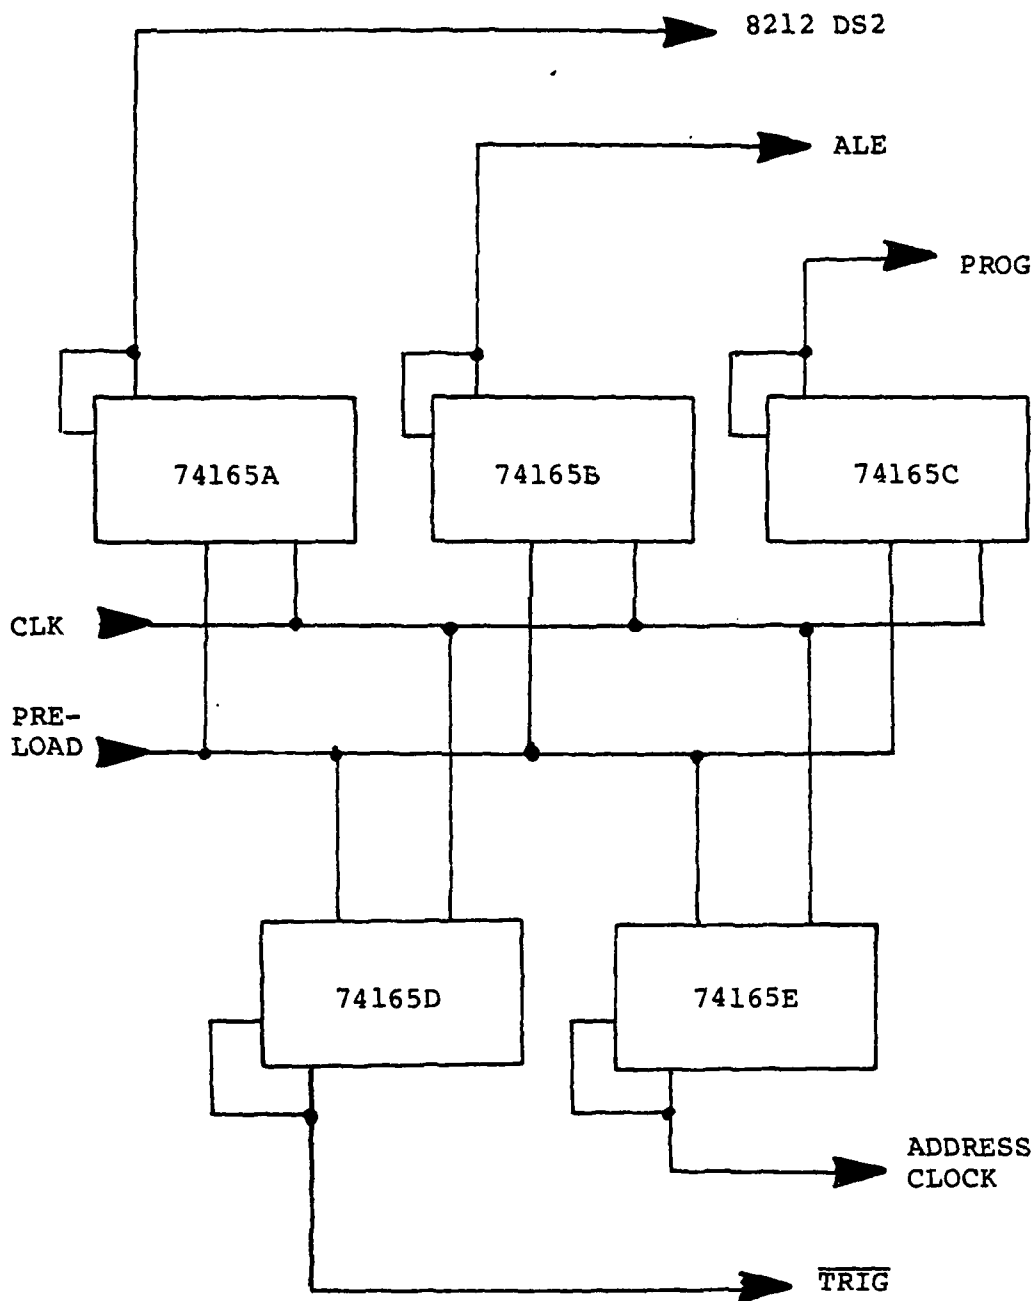 8212 DS2
ALE
PROG
74165A
74165B
74165C
CLK
PRE-
LOAD
74165D
74165E
ADDRESS
CLOCK
TRIG